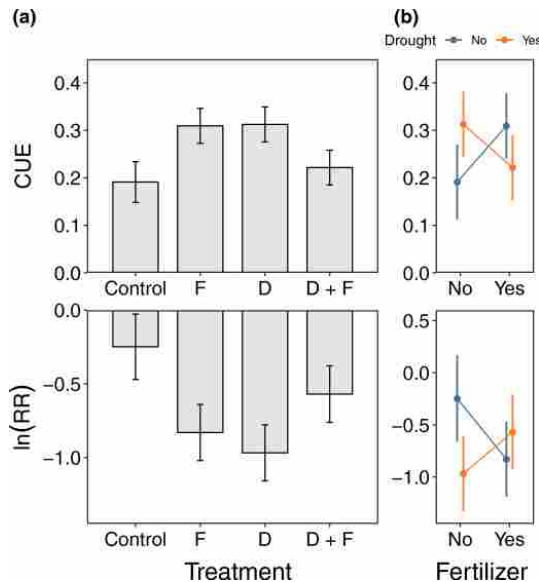 (a)
(b)
Drought No Yes
CUE
0.4
0.3
0.2
0.1
0.0
Control F D D + F
0.4
0.3
0.2
0.1
0.0
No Yes
ln(RR)
0.0
−0.5
−1.0
Control F D D + F
Treatment
0.5
0.0
−0.5
−1.0
No Yes
Fertilizer